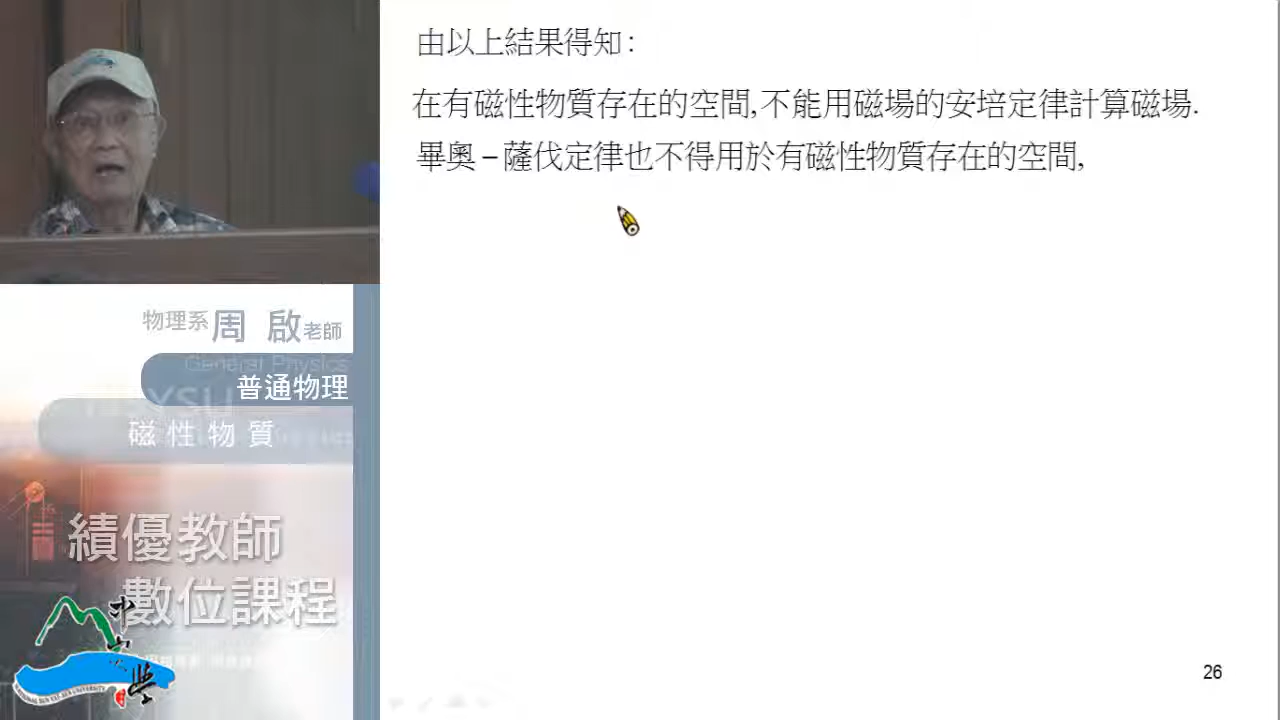 由以上結果得知:
在有磁性物質存在的空間,不能用磁場的安培定律計算磁場.
畢奧–薩伐定律也不得用於有磁性物質存在的空間,
物理系周 啟老師
General Physics
普通物理
磁性物質
績優教師
數位課程
26